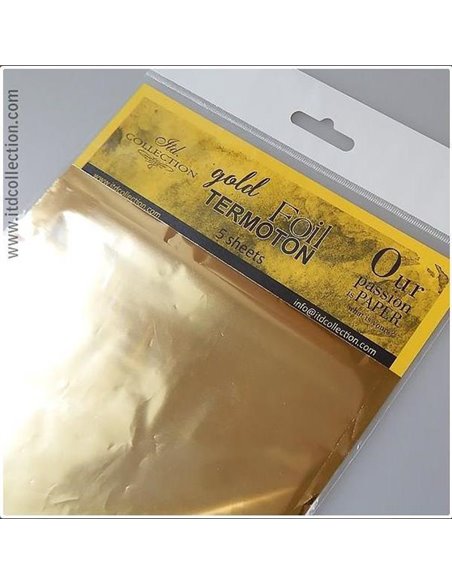 www.itdcollection.com
Itd
COLLECTION
www.itdcollection.com
gold
Foil
TERMOTON
5 sheets
Our
passion
is PAPER
info@itdcollection.com